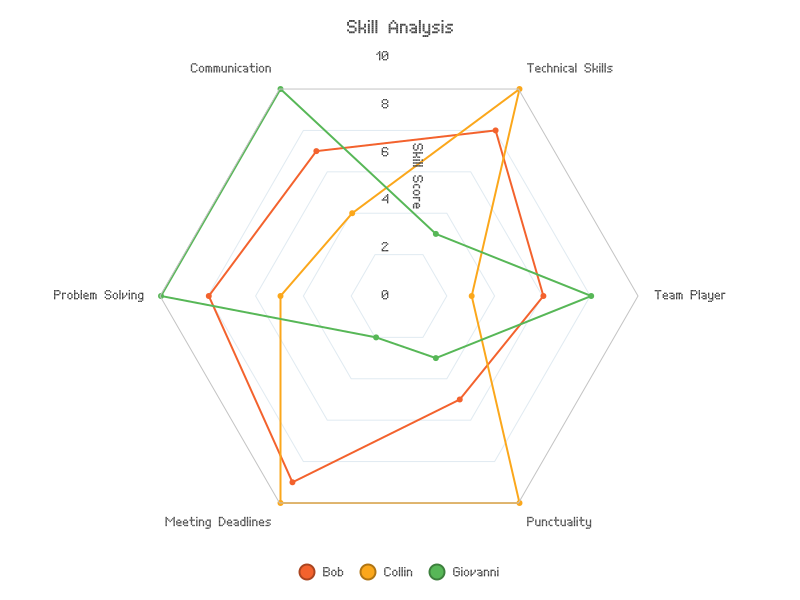 Skill Analysis
10
Communication
Technical Skills
8
6
Skill Score
4
2
Problem Solving
0
Team Player
Meeting Deadlines
Punctuality
Bob
Collin
Giovanni